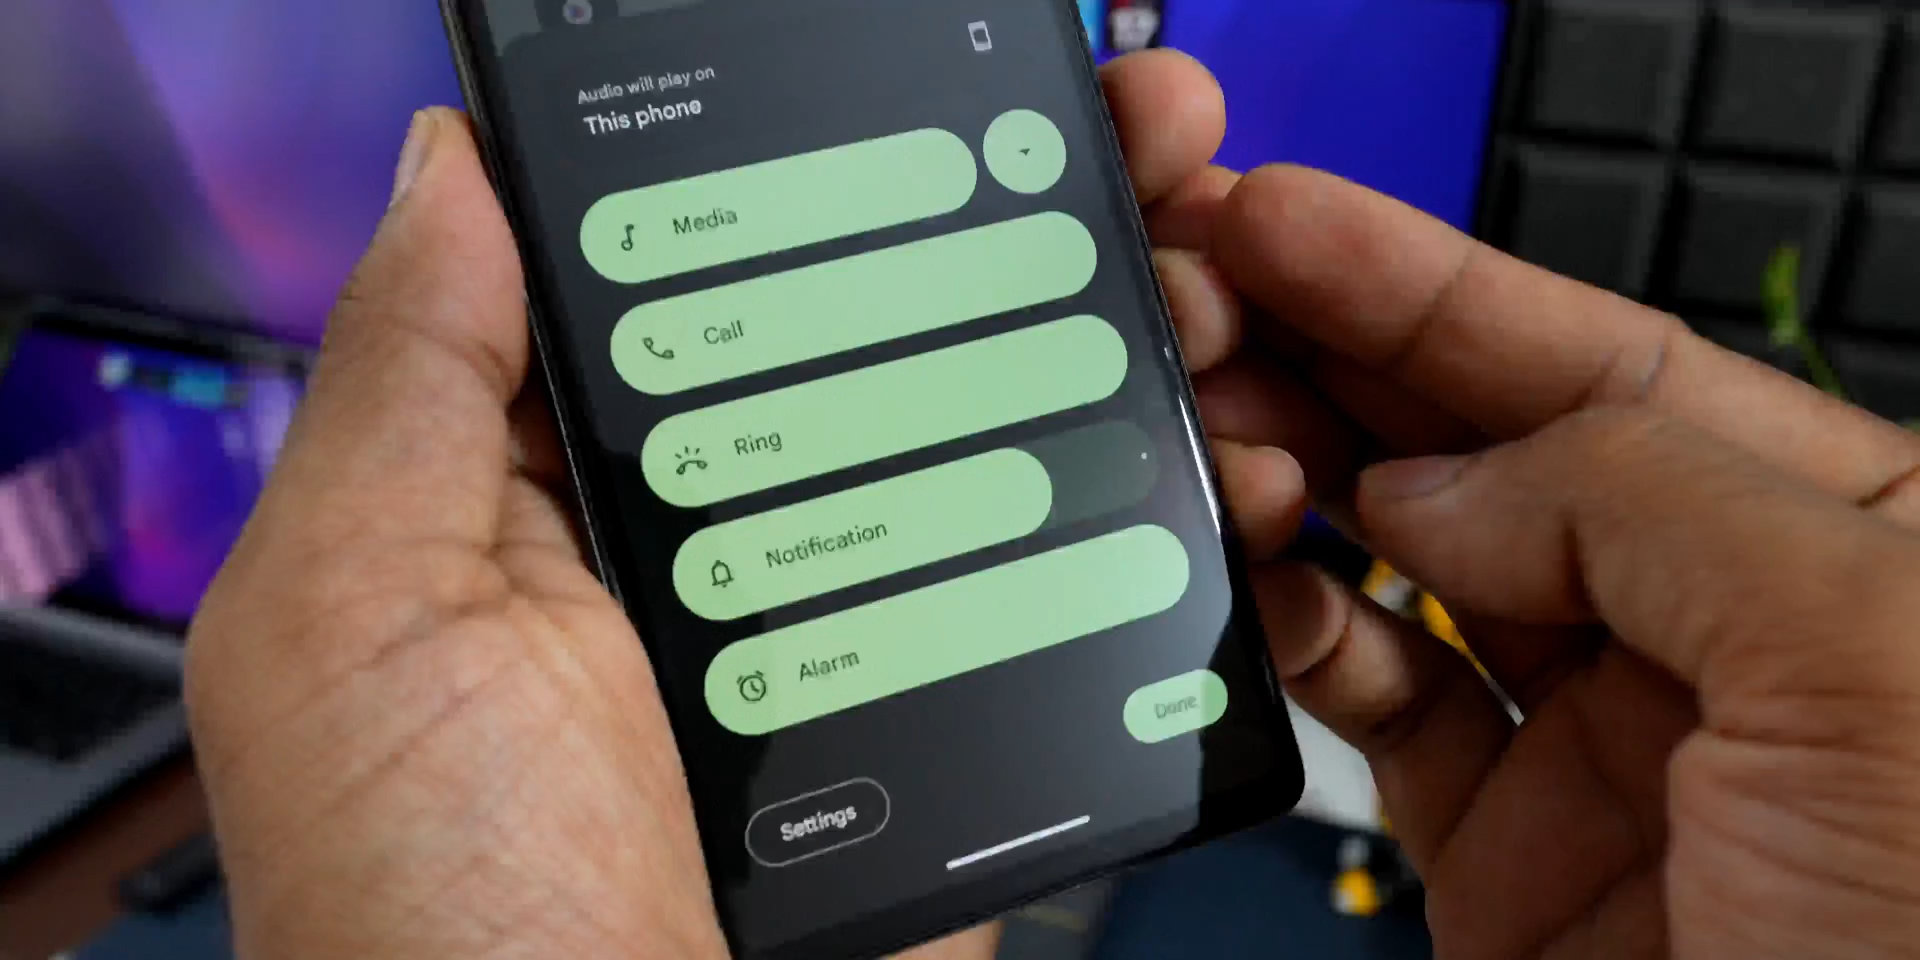 Audio will play on
This phone
Media
Call
Ring
Notification
Alarm
Done
Settings